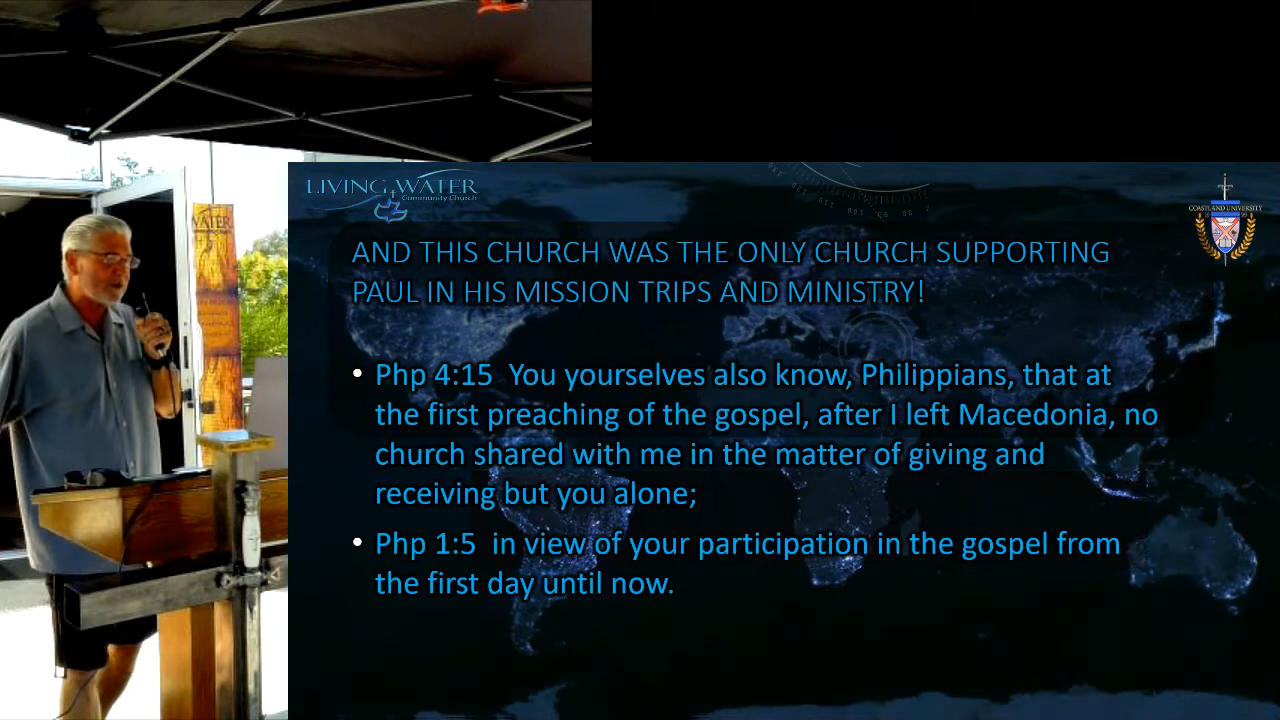 LIVING WATER
Community Church
COASTLAND UNIVERSITY
AND THIS CHURCH WAS THE ONLY CHURCH SUPPORTING
PAUL IN HIS MISSION TRIPS AND MINISTRY!
• Php 4:15  You yourselves also know, Philippians, that at
the first preaching of the gospel, after I left Macedonia, no
church shared with me in the matter of giving and
receiving but you alone;
• Php 1:5  in view of your participation in the gospel from
the first day until now.
WATER